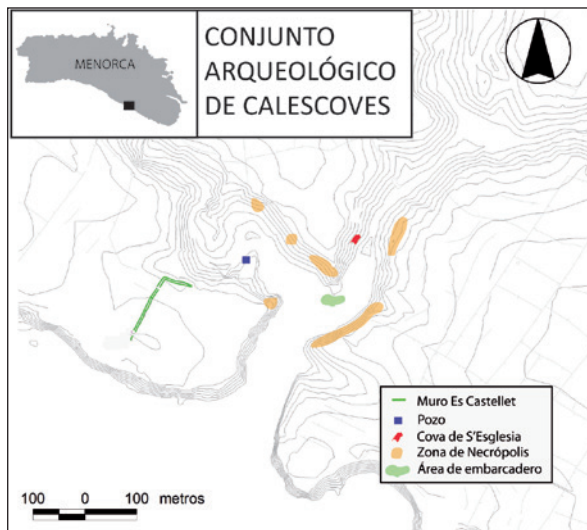 MENORCA
CONJUNTO
ARQUEOLÓGICO
DE CALESCOVES
Muro Es Castellet
Pozo
Cova de S'Esglesia
Zona de Necrópolis
Área de embarcadero
100 0 100 metros